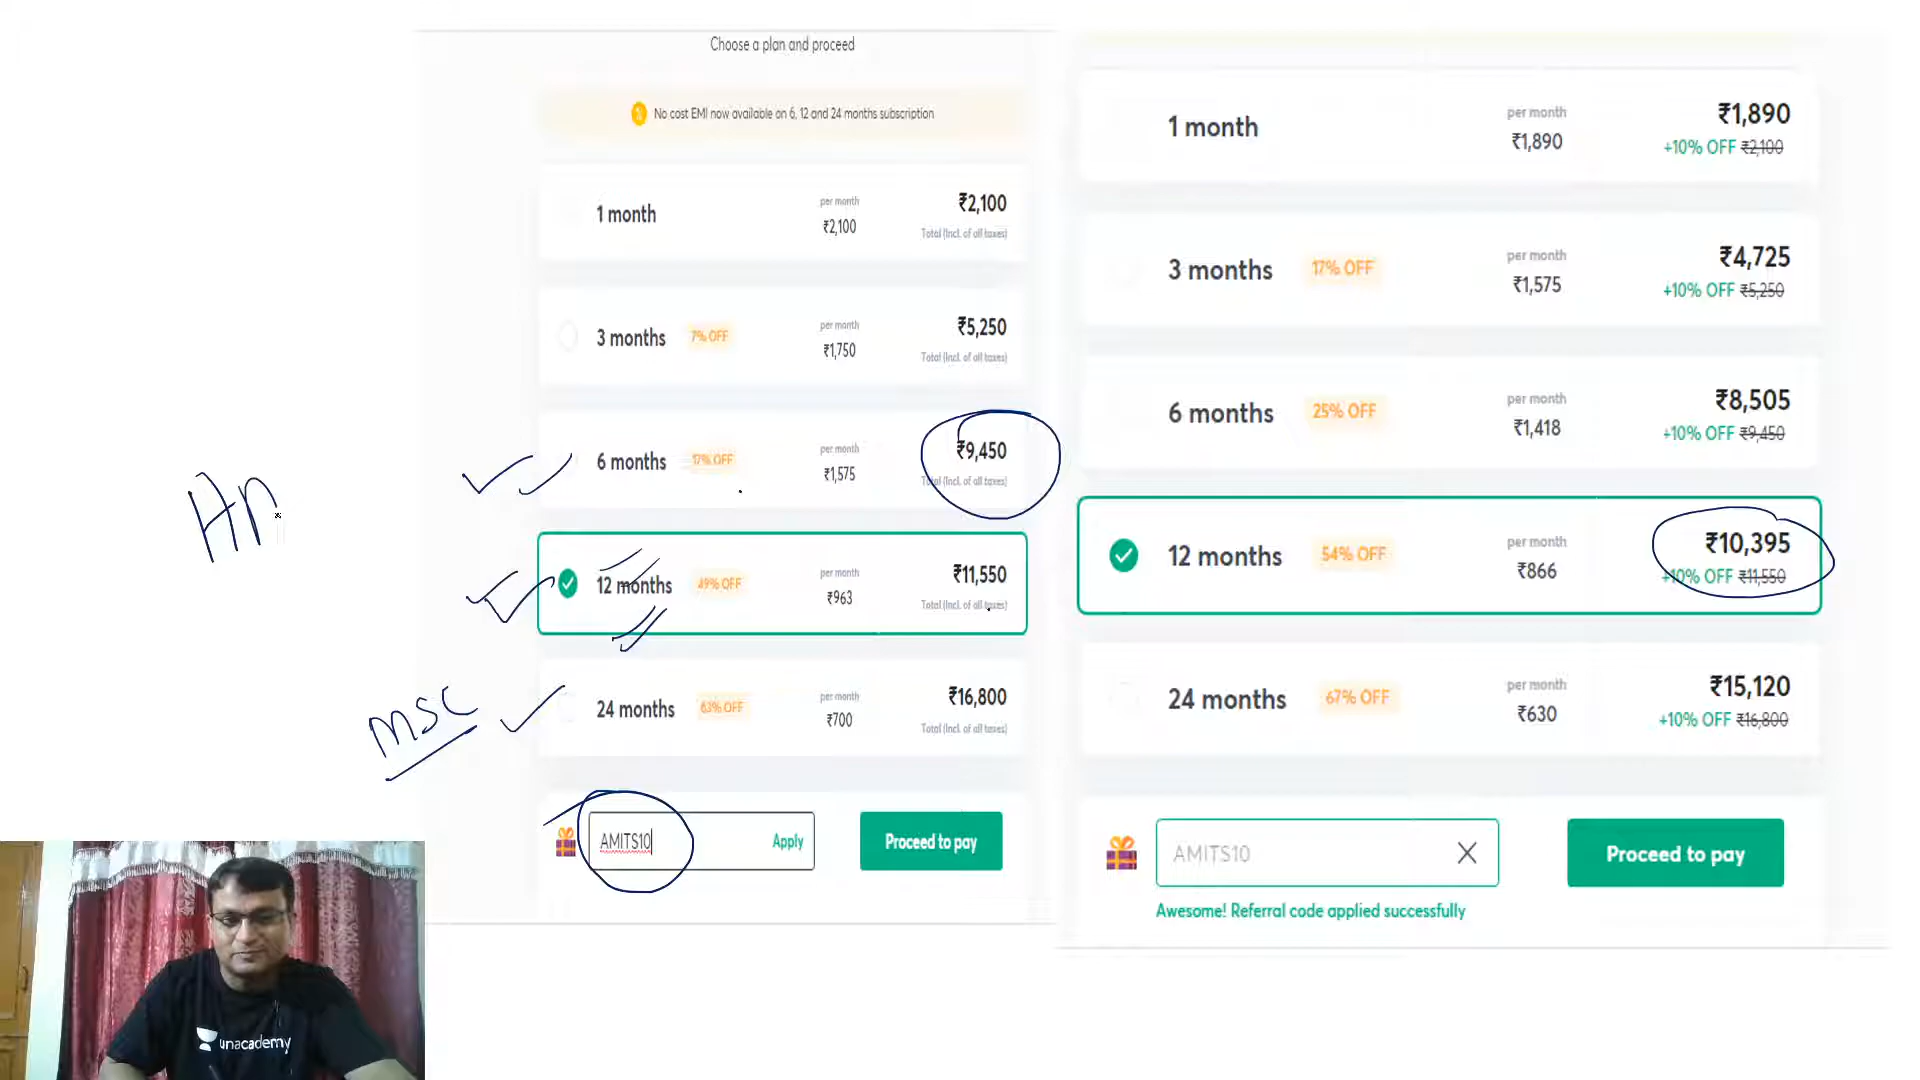 Choose a plan and proceed
No cost EMI now available on 6, 12 and 24 months subscription
1 month
per month
₹2,100
₹2,100
Total (Incl. of all taxes)
3 months
7% OFF
per month
₹1,750
₹5,250
Total (Incl. of all taxes)
6 months
17% OFF
per month
₹1,575
₹9,450
Total (Incl. of all taxes)
12 months
49% OFF
per month
₹963
₹11,550
Total (Incl. of all taxes)
24 months
63% OFF
per month
₹700
₹16,800
Total (Incl. of all taxes)
AMITS10
Apply
Proceed to pay
MSC
1 month
per month
₹1,890
₹1,890
+10% OFF ₹2,100
3 months
17% OFF
per month
₹1,575
₹4,725
+10% OFF ₹5,250
6 months
25% OFF
per month
₹1,418
₹8,505
+10% OFF ₹9,450
12 months
54% OFF
per month
₹866
₹10,395
+10% OFF ₹11,550
24 months
67% OFF
per month
₹630
₹15,120
+10% OFF ₹16,800
AMITS10
Proceed to pay
Awesome! Referral code applied successfully
unacademy